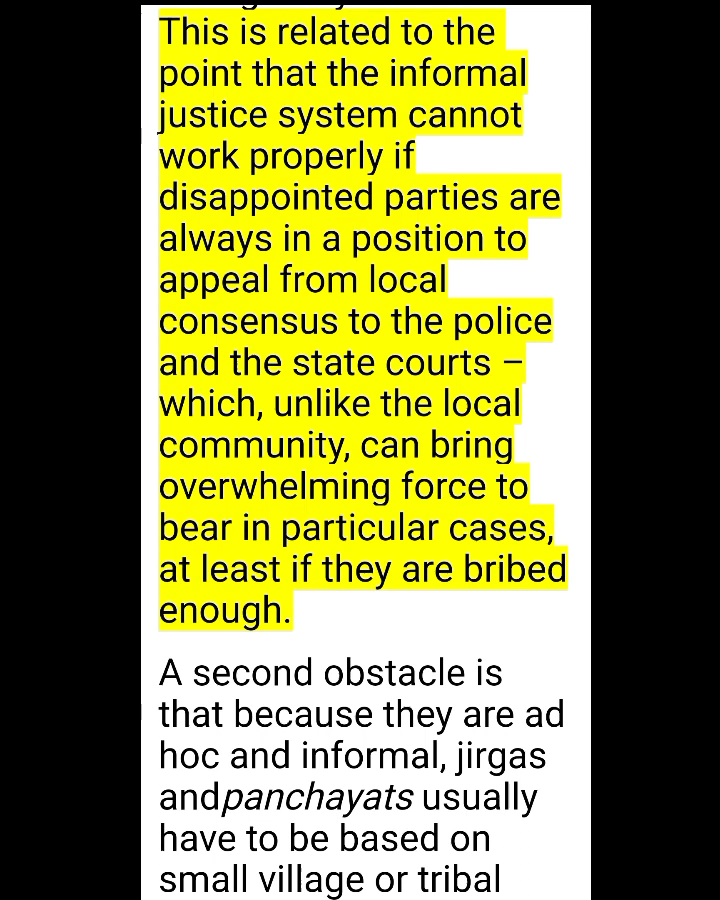 This is related to the
point that the informal
justice system cannot
work properly if
disappointed parties are
always in a position to
appeal from local
consensus to the police
and the state courts –
which, unlike the local
community, can bring
overwhelming force to
bear in particular cases,
at least if they are bribed
enough.
A second obstacle is
that because they are ad
hoc and informal, jirgas
andpanchayats usually
have to be based on
small village or tribal